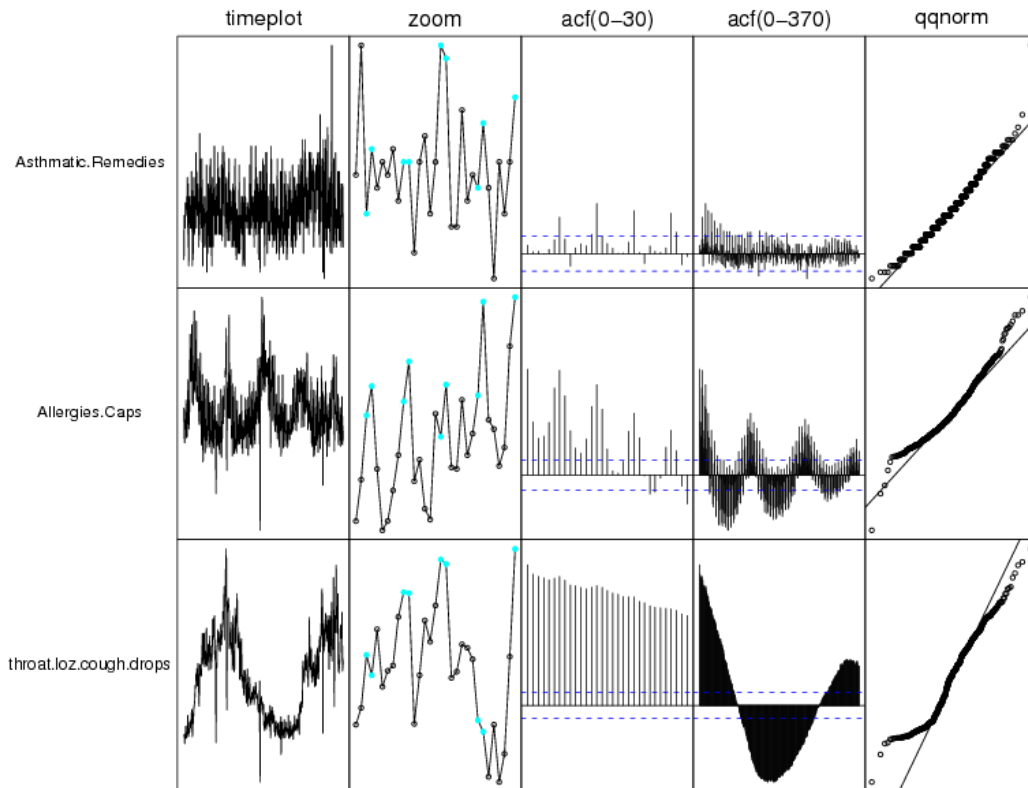 timeplot zoom acf(0−30) acf(0−370) qqnorm
Asthmatic.Remedies
Allergies.Caps
throat.loz.cough.drops